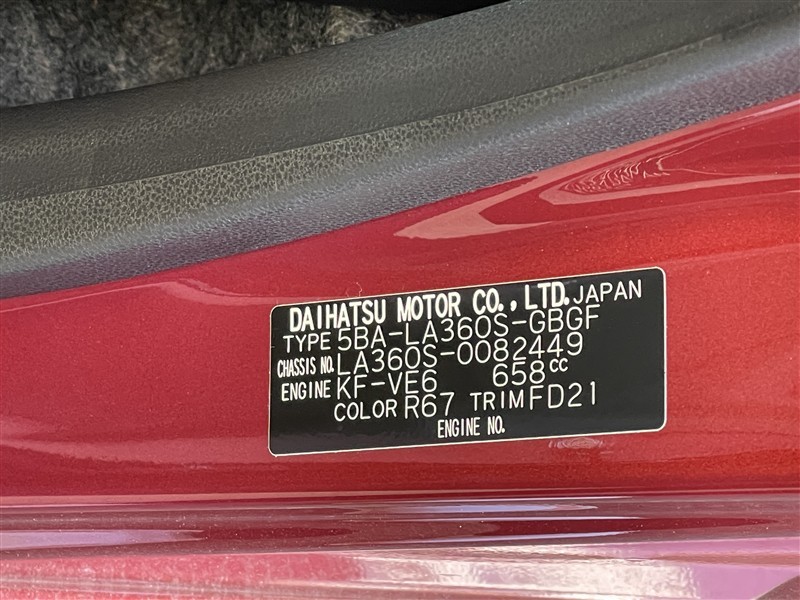 DAIHATSU MOTOR CO., LTD. JAPAN
TYPE 5BA-LA360S-GBGF
CHASSIS NO. LA360S-0082449
ENGINE KF-VE6 658cc
COLOR R67 TRIM FD21
ENGINE NO.